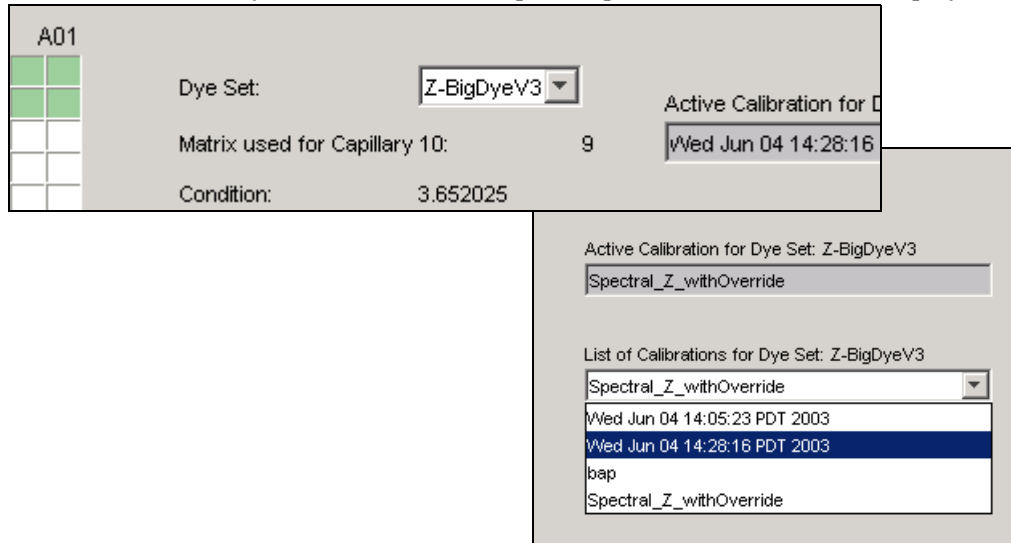 A01
Dye Set: Z-BigDyeV3
Active Calibration for D
Matrix used for Capillary 10: 9
Wed Jun 04 14:28:16
Condition: 3.652025
Active Calibration for Dye Set: Z-BigDyeV3
Spectral_Z_withOverride
List of Calibrations for Dye Set: Z-BigDyeV3
Spectral_Z_withOverride
Wed Jun 04 14:05:23 PDT 2003
Wed Jun 04 14:28:16 PDT 2003
bap
Spectral_Z_withOverride